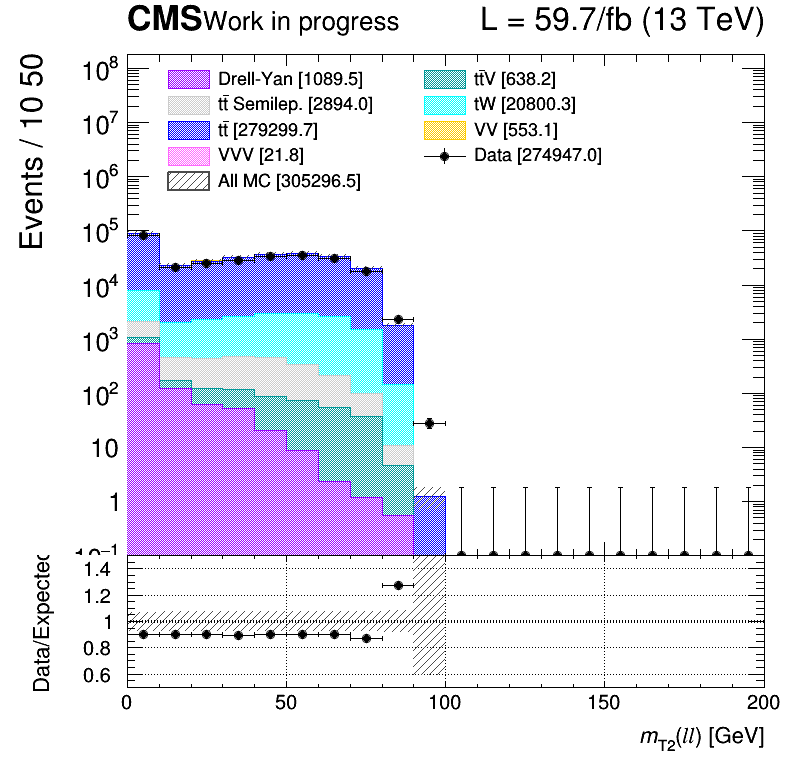 CMS Work in progress L = 59.7/fb (13 TeV)
Events / 10 50
Drell-Yan [1089.5]
tt̄ Semilep. [2894.0]
tt̄ [279299.7]
VVV [21.8]
All MC [305296.5]
tt̄V [638.2]
tW [20800.3]
VV [553.1]
Data [274947.0]
10⁸
10⁷
10⁶
10⁵
10⁴
10³
10²
10
1
10⁻¹
Data/Expected
1.4
1.2
1
0.8
0.6
0 50 100 150 200
m_T2(ll) [GeV]